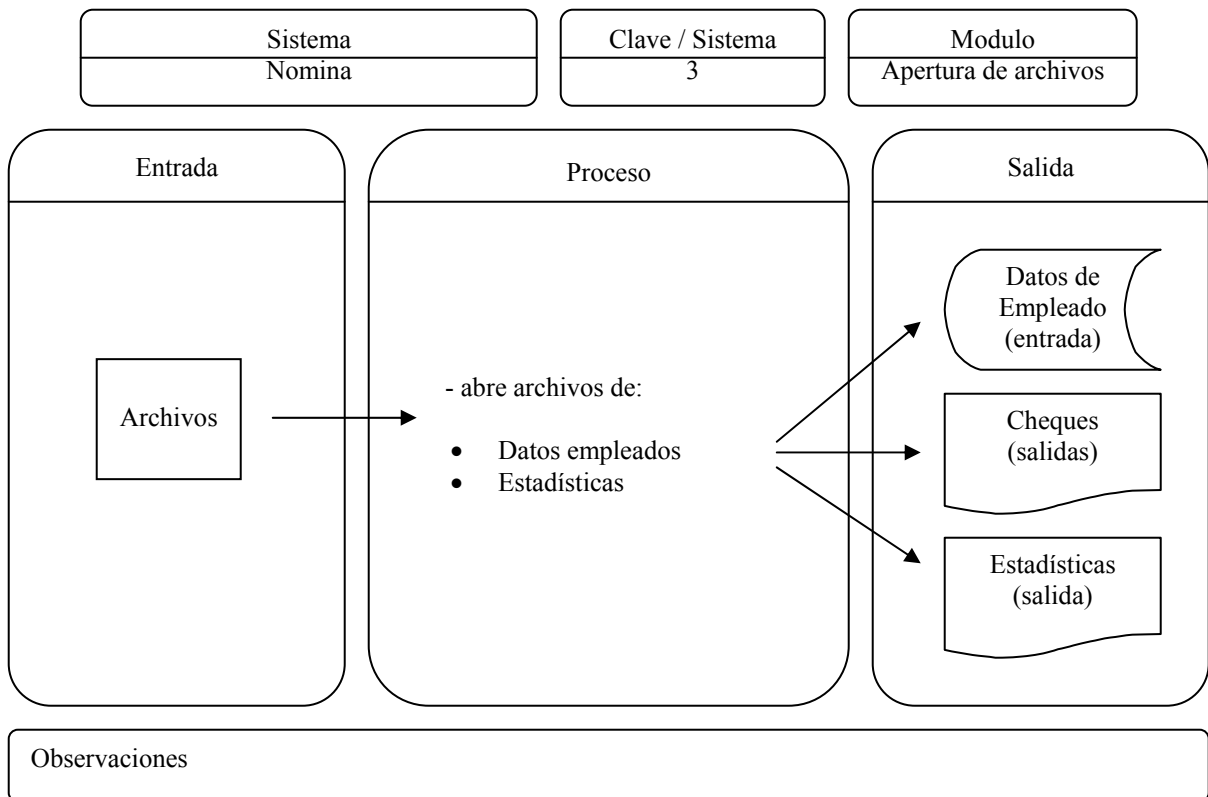 Sistema
Nomina
Clave / Sistema
3
Modulo
Apertura de archivos
Entrada
Archivos
Proceso
- abre archivos de:
• Datos empleados
• Estadísticas
Salida
Datos de
Empleado
(entrada)
Cheques
(salidas)
Estadísticas
(salida)
Observaciones